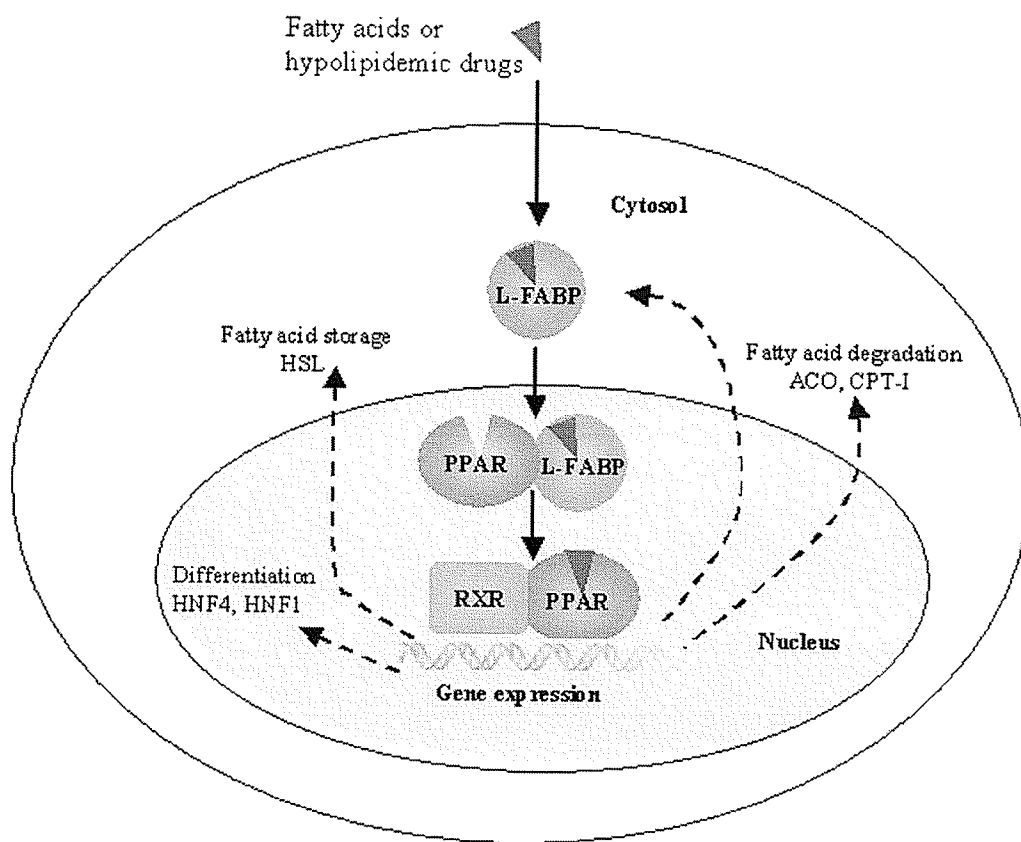 Fatty acids or
hypolipidemic drugs
Cytosol
L-FABP
Fatty acid storage
HSL
Fatty acid degradation
ACO, CPT-I
PPAR
L-FABP
Differentiation
HNF4, HNF1
RXR
PPAR
Nucleus
Gene expression